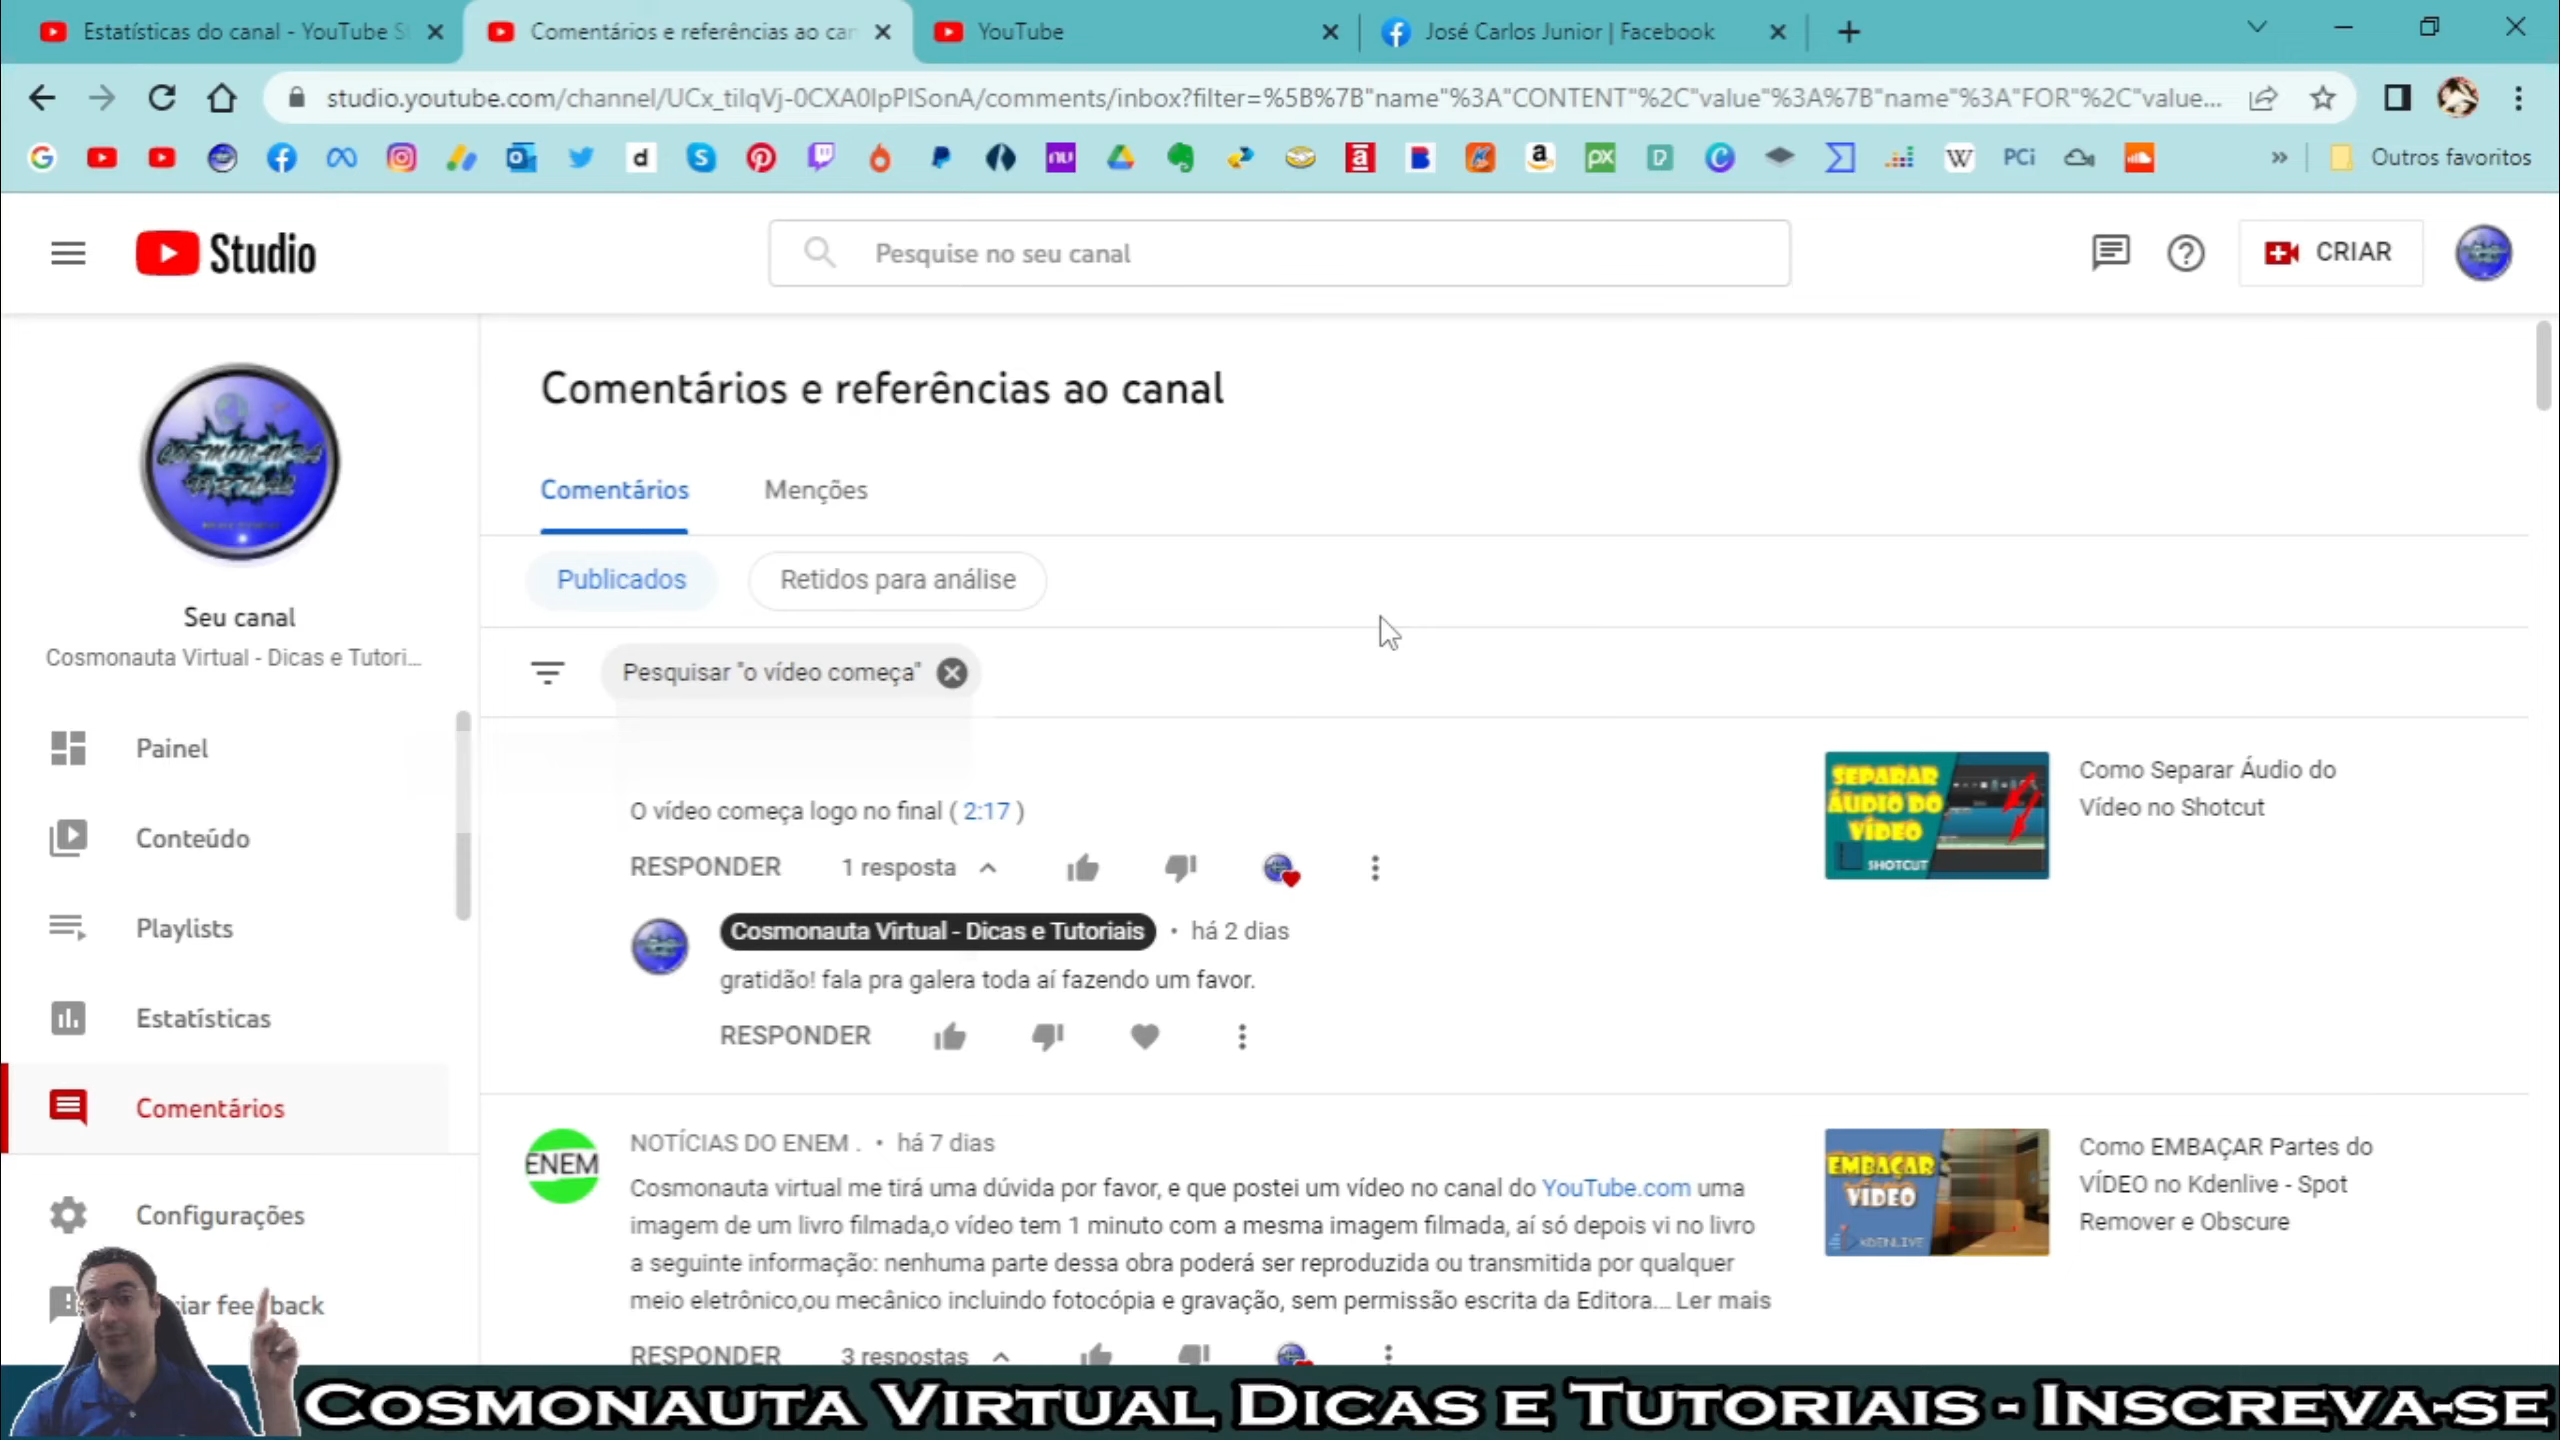 Estatísticas do canal - YouTube S
Comentários e referências ao can
YouTube
José Carlos Junior | Facebook
studio.youtube.com/channel/UCx_tilqVj-0CXA0IpPISonA/comments/inbox?filter=%5B%7B"name"%3A"CONTENT"%2C"value"%3A%7B"name"%3A"FOR"%2C"value...
Outros favoritos
Studio
Pesquise no seu canal
CRIAR
COSMONAUTA
VIRTUAL
Seu canal
Cosmonauta Virtual - Dicas e Tutori...
Painel
Conteúdo
Playlists
Estatísticas
Comentários
Configurações
Comentários e referências ao canal
Comentários
Menções
Publicados
Retidos para análise
Pesquisar "o vídeo começa"
O vídeo começa logo no final ( 2:17 )
RESPONDER
1 resposta
Cosmonauta Virtual - Dicas e Tutoriais • há 2 dias
gratidão! fala pra galera toda aí fazendo um favor.
RESPONDER
SEPARAR
ÁUDIO DO
VÍDEO
SHOTCUT
Como Separar Áudio do
Vídeo no Shotcut
ENEM
NOTÍCIAS DO ENEM . • há 7 dias
Cosmonauta virtual me tirá uma dúvida por favor, e que postei um vídeo no canal do YouTube.com uma
imagem de um livro filmada,o vídeo tem 1 minuto com a mesma imagem filmada, aí só depois vi no livro
a seguinte informação: nenhuma parte dessa obra poderá ser reproduzida ou transmitida por qualquer
meio eletrônico,ou mecânico incluindo fotocópia e gravação, sem permissão escrita da Editora... Ler mais
RESPONDER
3 respostas
EMBAÇAR
VÍDEO
KDENLIVE
Como EMBAÇAR Partes do
VÍDEO no Kdenlive - Spot
Remover e Obscure
COSMONAUTA VIRTUAL DICAS E TUTORIAIS - INSCREVA-SE